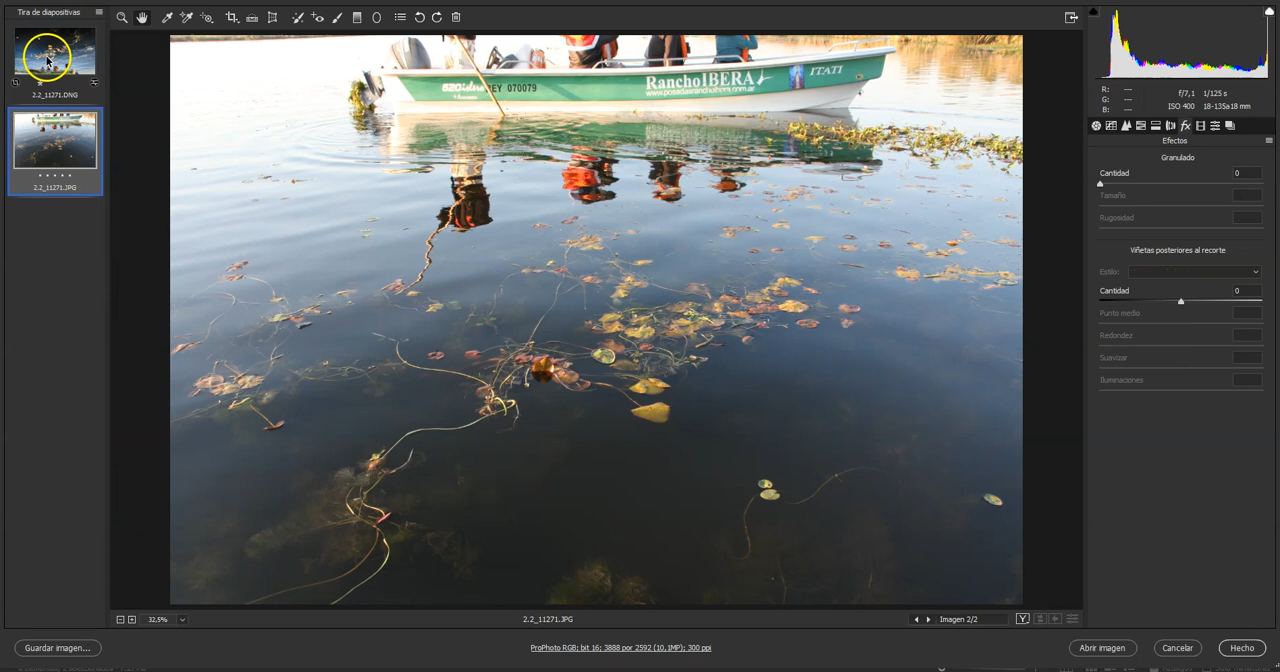 Tira de diapositivas
2.2_11271.DNG
2.2_11271.JPG
RanchoIBERA
www.posadaranchoibera.com.ar
ITATI
REY 070079
R: ---
G: ---
B: ---
f/7,1 1/125 s
ISO 400 18-135a18 mm
Efectos
Granulado
Cantidad 0
Tamaño
Rugosidad
Viñetas posteriores al recorte
Estilo:
Cantidad 0
Punto medio
Redondez
Suavizar
Iluminaciones
32,5%
2.2_11271.JPG
Imagen 2/2
Y
Guardar imagen...
ProPhoto RGB; bit 16; 3888 por 2592 (10,1MP); 300 ppi
Abrir imagen
Cancelar
Hecho